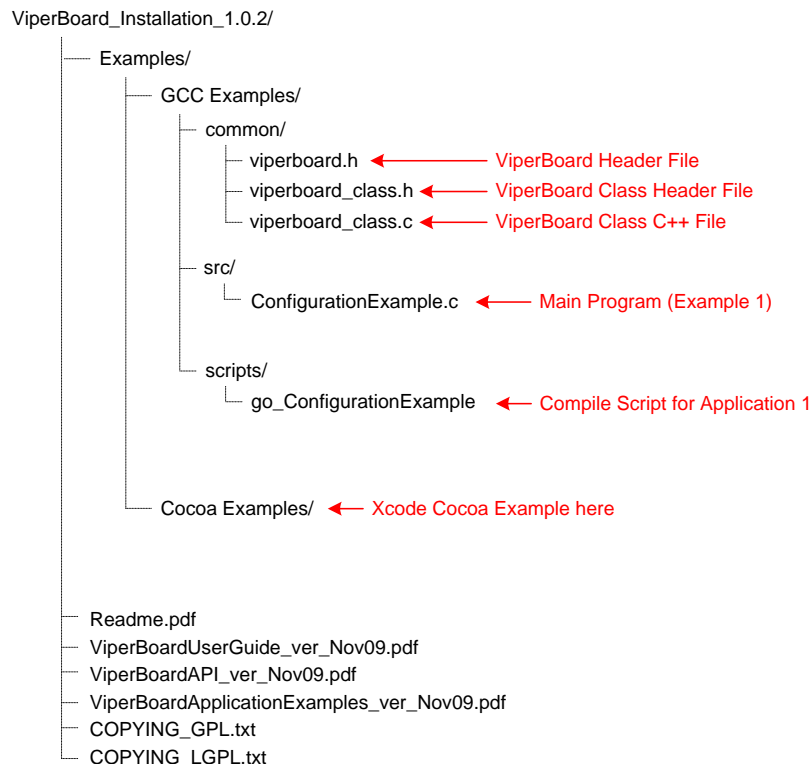 ViperBoard_Installation_1.0.2/
Examples/
GCC Examples/
common/
viperboard.h ViperBoard Header File
viperboard_class.h ViperBoard Class Header File
viperboard_class.c ViperBoard Class C++ File
src/
ConfigurationExample.c Main Program (Example 1)
scripts/
go_ConfigurationExample Compile Script for Application 1
Cocoa Examples/ Xcode Cocoa Example here
Readme.pdf
ViperBoardUserGuide_ver_Nov09.pdf
ViperBoardAPI_ver_Nov09.pdf
ViperBoardApplicationExamples_ver_Nov09.pdf
COPYING_GPL.txt
COPYING_LGPL.txt